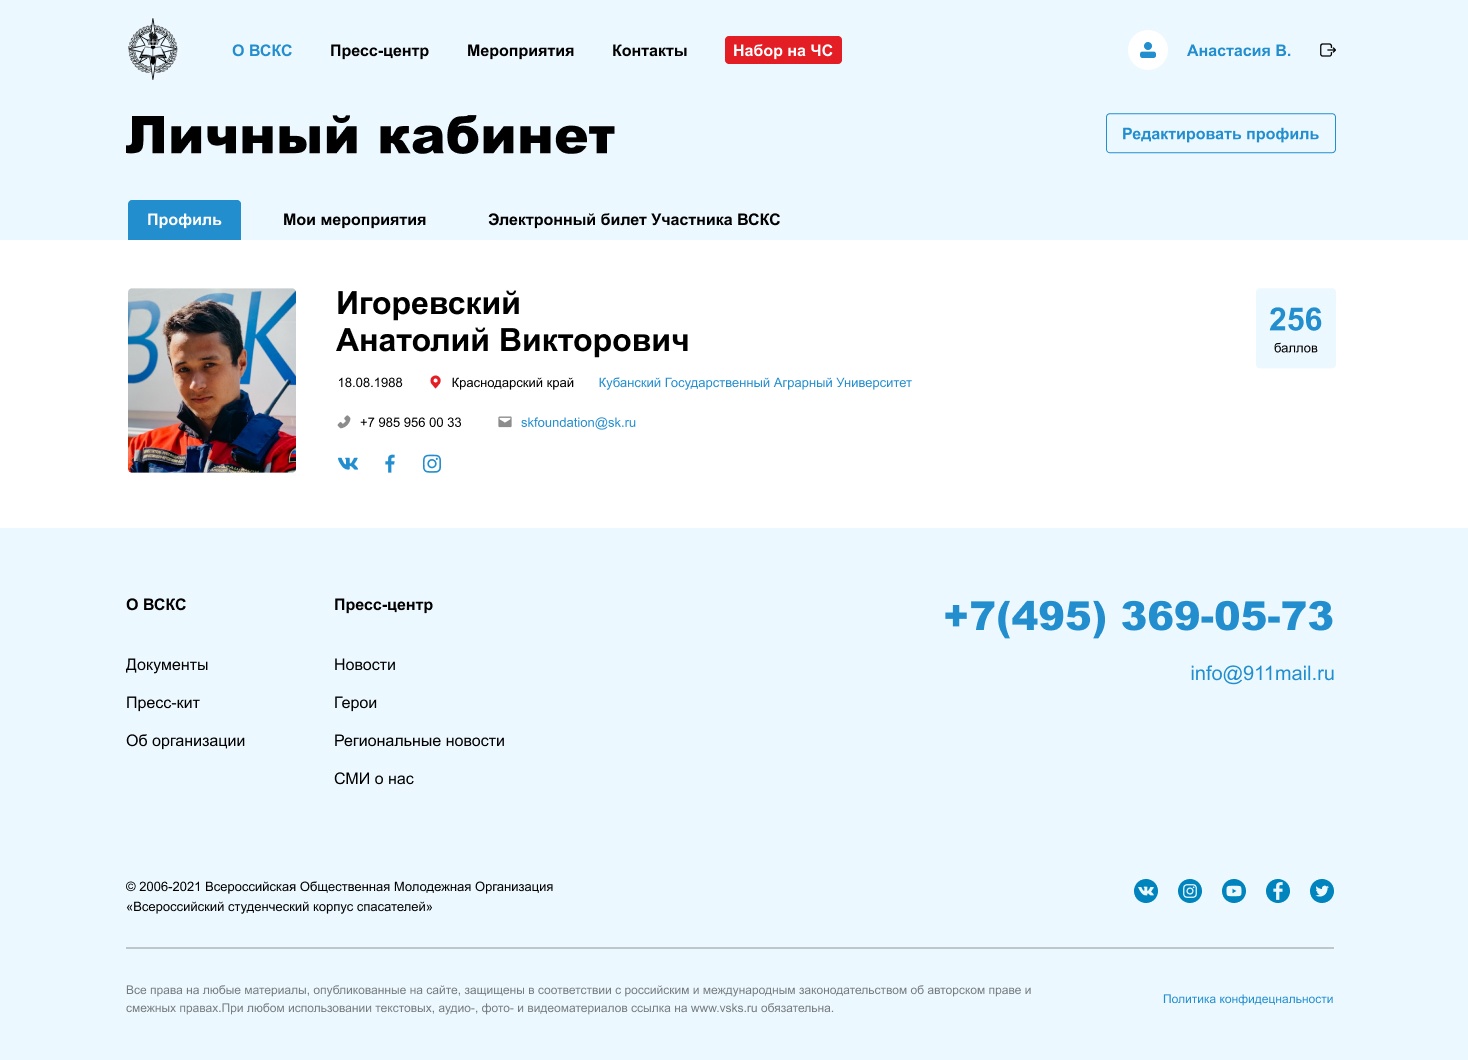 О ВСКС
Пресс-центр
Мероприятия
Контакты
Набор на ЧС
Анастасия В.
Личный кабинет
Редактировать профиль
Профиль
Мои мероприятия
Электронный билет Участника ВСКС
ВСК
Игоревский
Анатолий Викторович
256
баллов
18.08.1988
Краснодарский край
Кубанский Государственный Аграрный Университет
+7 985 956 00 33
skfoundation@sk.ru
О ВСКС
Пресс-центр
+7(495) 369-05-73
Документы
Новости
info@911mail.ru
Пресс-кит
Герои
Об организации
Региональные новости
СМИ о нас
© 2006-2021 Всероссийская Общественная Молодежная Организация
«Всероссийский студенческий корпус спасателей»
Все права на любые материалы, опубликованные на сайте, защищены в соответствии с российским и международным законодательством об авторском праве и
смежных правах.При любом использовании текстовых, аудио-, фото- и видеоматериалов ссылка на www.vsks.ru обязательна.
Политика конфидецнальности